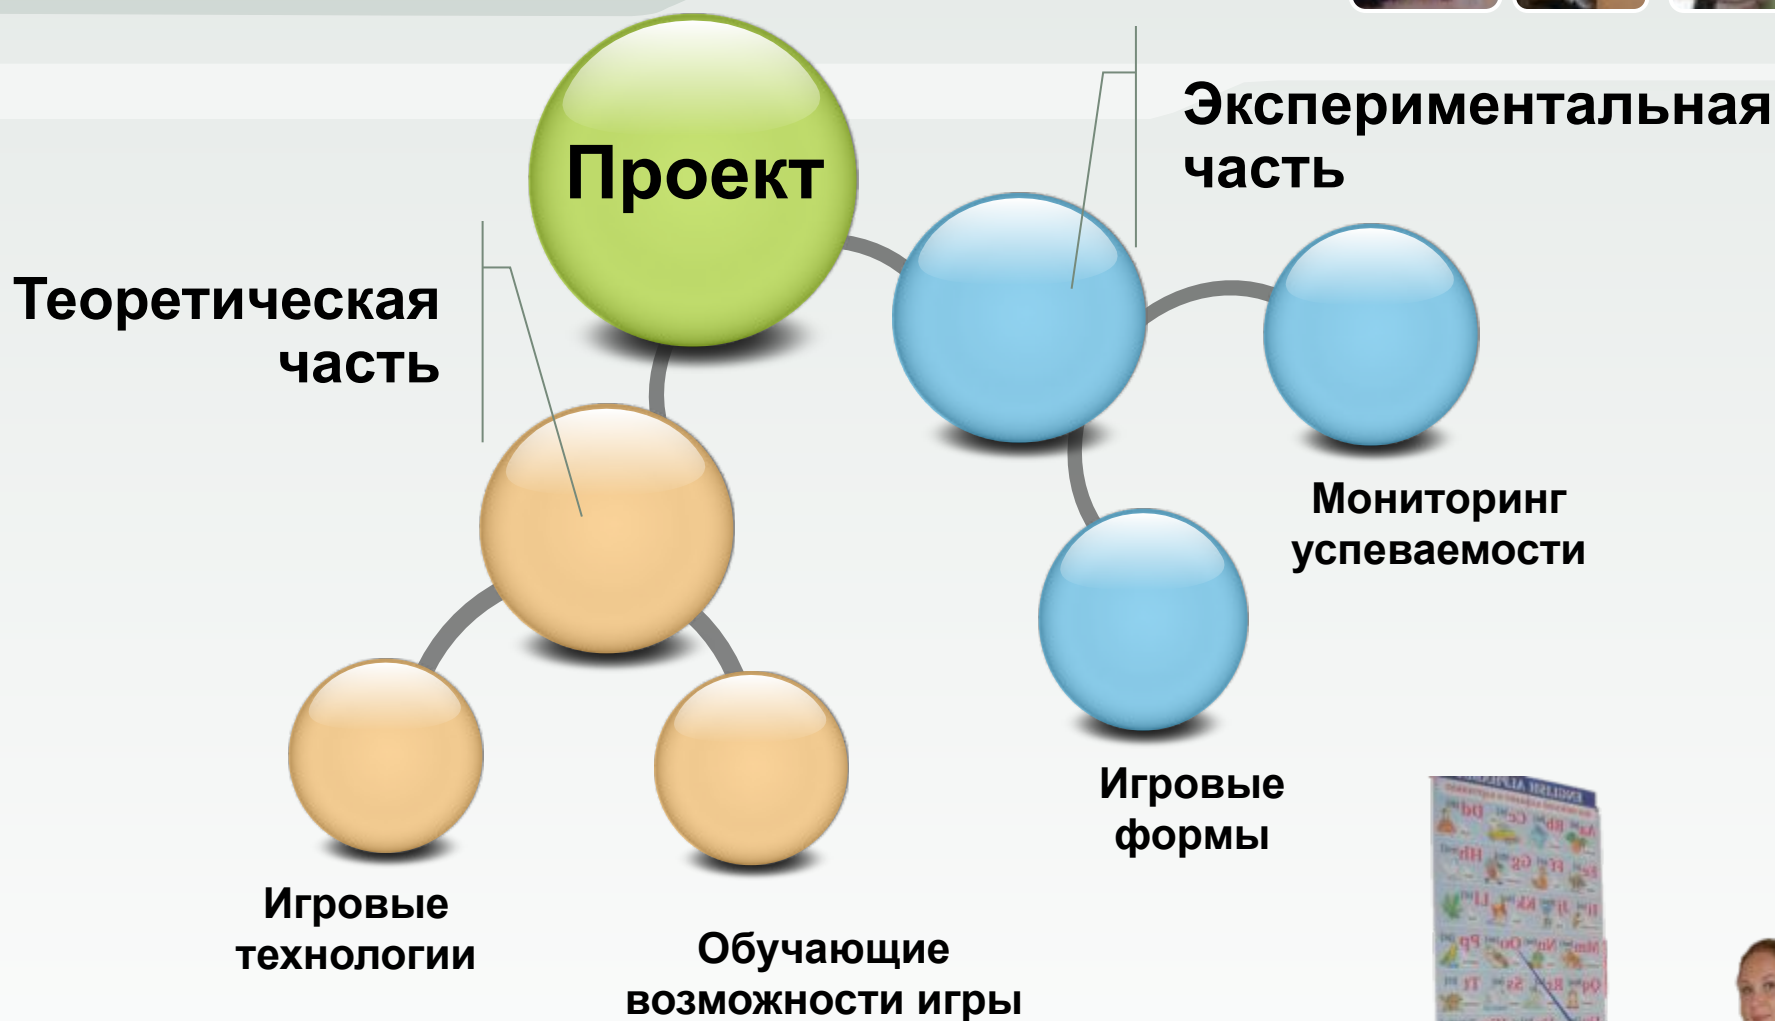 Проект
Экспериментальная
часть
Теоретическая
часть
Мониторинг
успеваемости
Игровые
формы
Игровые
технологии
Обучающие
возможности игры